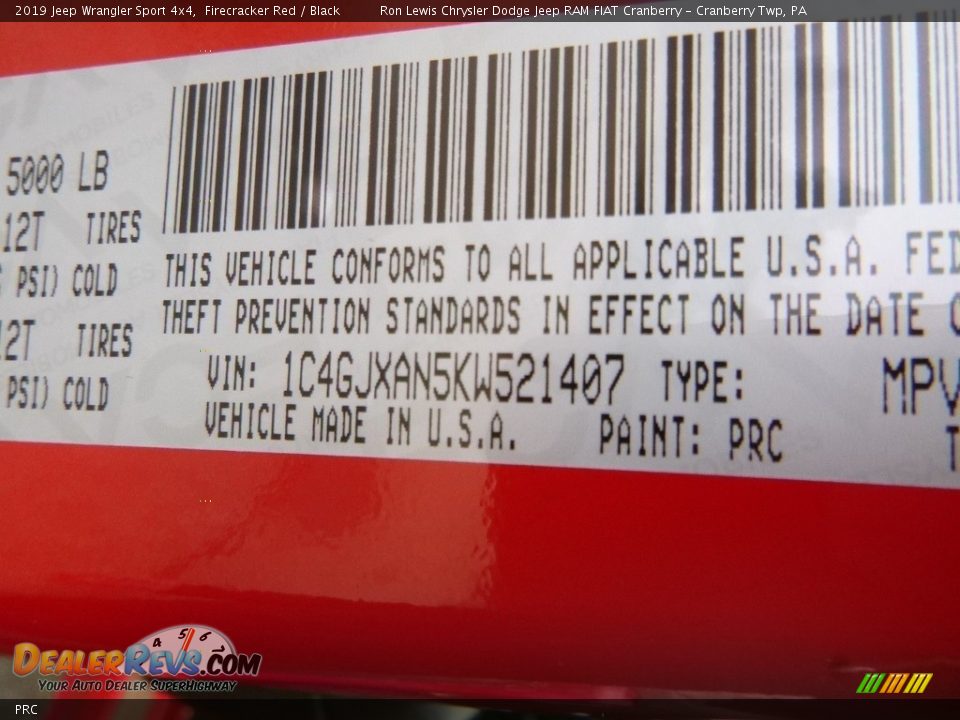 2019 Jeep Wrangler Sport 4x4, Firecracker Red / Black Ron Lewis Chrysler Dodge Jeep RAM FIAT Cranberry – Cranberry Twp, PA
5000 LB
12T TIRES
PSI) COLD
12T TIRES
PSI) COLD
THIS VEHICLE CONFORMS TO ALL APPLICABLE U.S.A. FED
THEFT PREVENTION STANDARDS IN EFFECT ON THE DATE
VIN: 1C4GJXAN5KW521407 TYPE: MPV
VEHICLE MADE IN U.S.A. PAINT: PRC T
4 5 6
DEALERREVS.COM
YOUR AUTO DEALER SUPERHIGHWAY
PRC